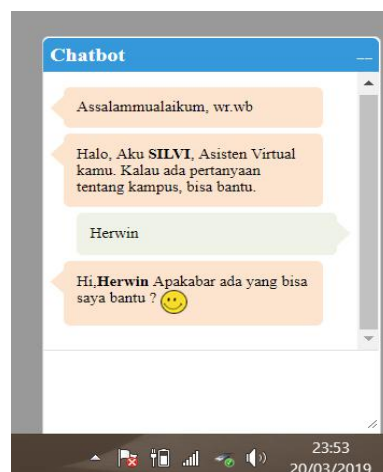 Chatbot
Assalammualaikum, wr.wb
Halo, Aku SILVI, Asisten Virtual
kamu. Kalau ada pertanyaan
tentang kampus, bisa bantu.
Herwin
Hi,Herwin Apakabar ada yang bisa
saya bantu ?
23:53
20/03/2019